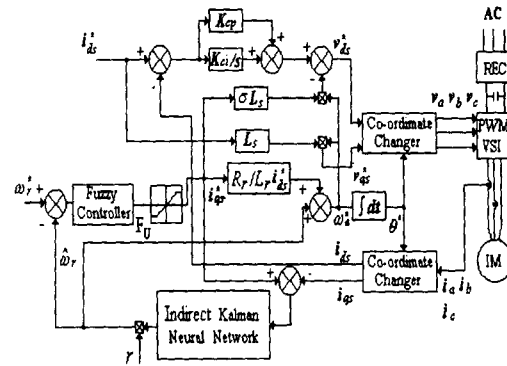 AC
REC
PWM
VSI
IM
i*ds
+
-
Kcp
Kci/s
+
+
+
-
v*ds
σLs
Ls
v*qs
Co-ordinate
Changer
va vb vc
ω*r
+
-
Fuzzy
Controller
FU
i*qs
Rr/Lr i*ds
+
+
ω*e
∫dt
θ*
ids
iqs
Co-ordinate
Changer
ia ib
ic
ω̂r
+
-
Indirect Kalman
Neural Network
r